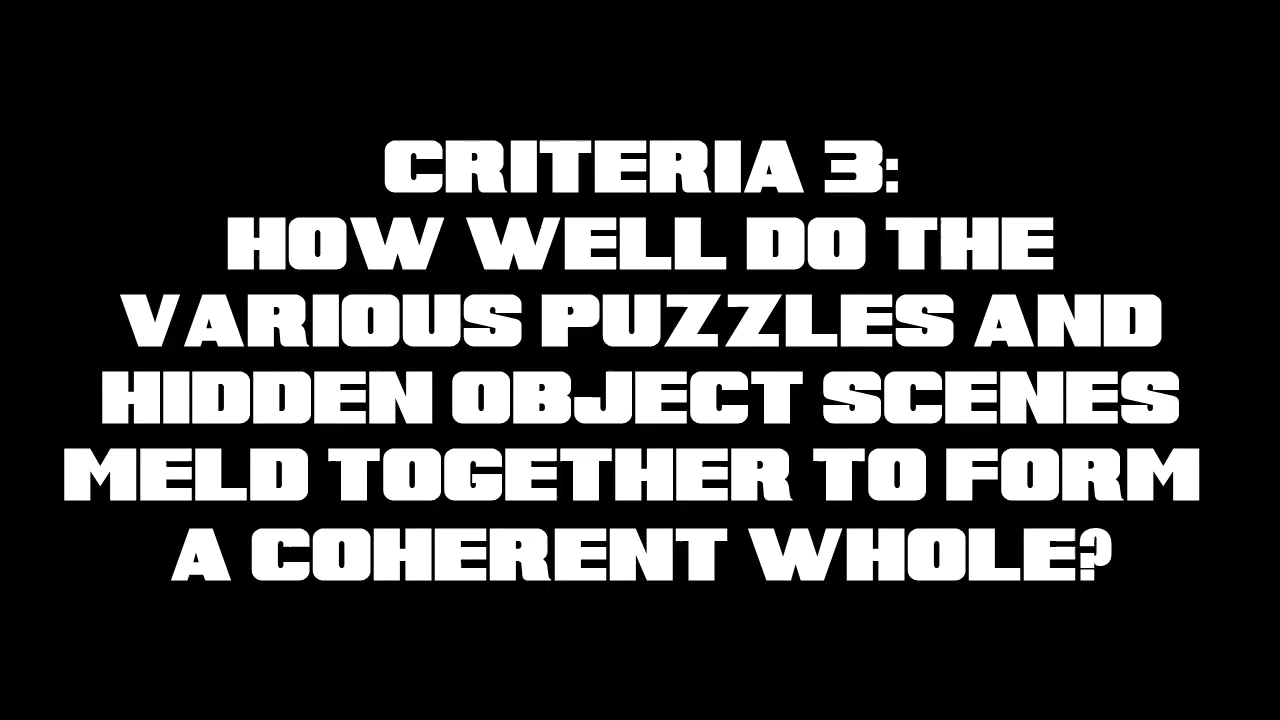 CRITERIA 3:
HOW WELL DO THE
VARIOUS PUZZLES AND
HIDDEN OBJECT SCENES
MELD TOGETHER TO FORM
A COHERENT WHOLE?